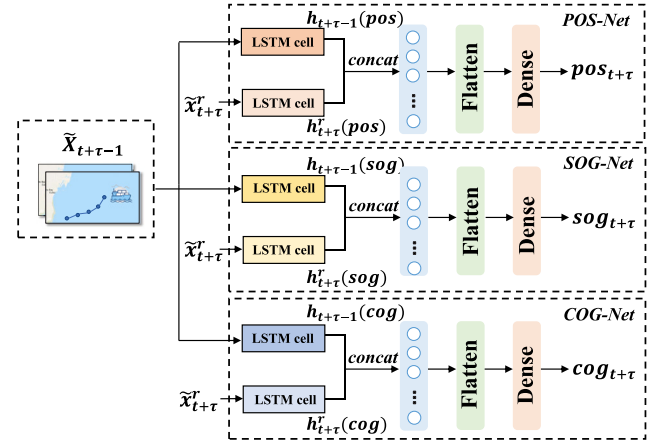 X̃ₜ₊τ₋₁
h_{t+τ−1}(pos)
POS-Net
LSTM cell
concat
x̃^r_{t+τ}
LSTM cell
h^r_{t+τ}(pos)
...
Flatten
Dense
pos_{t+τ}
h_{t+τ−1}(sog)
SOG-Net
LSTM cell
concat
x̃^r_{t+τ}
LSTM cell
h^r_{t+τ}(sog)
...
Flatten
Dense
sog_{t+τ}
h_{t+τ−1}(cog)
COG-Net
LSTM cell
concat
x̃^r_{t+τ}
LSTM cell
h^r_{t+τ}(cog)
...
Flatten
Dense
cog_{t+τ}